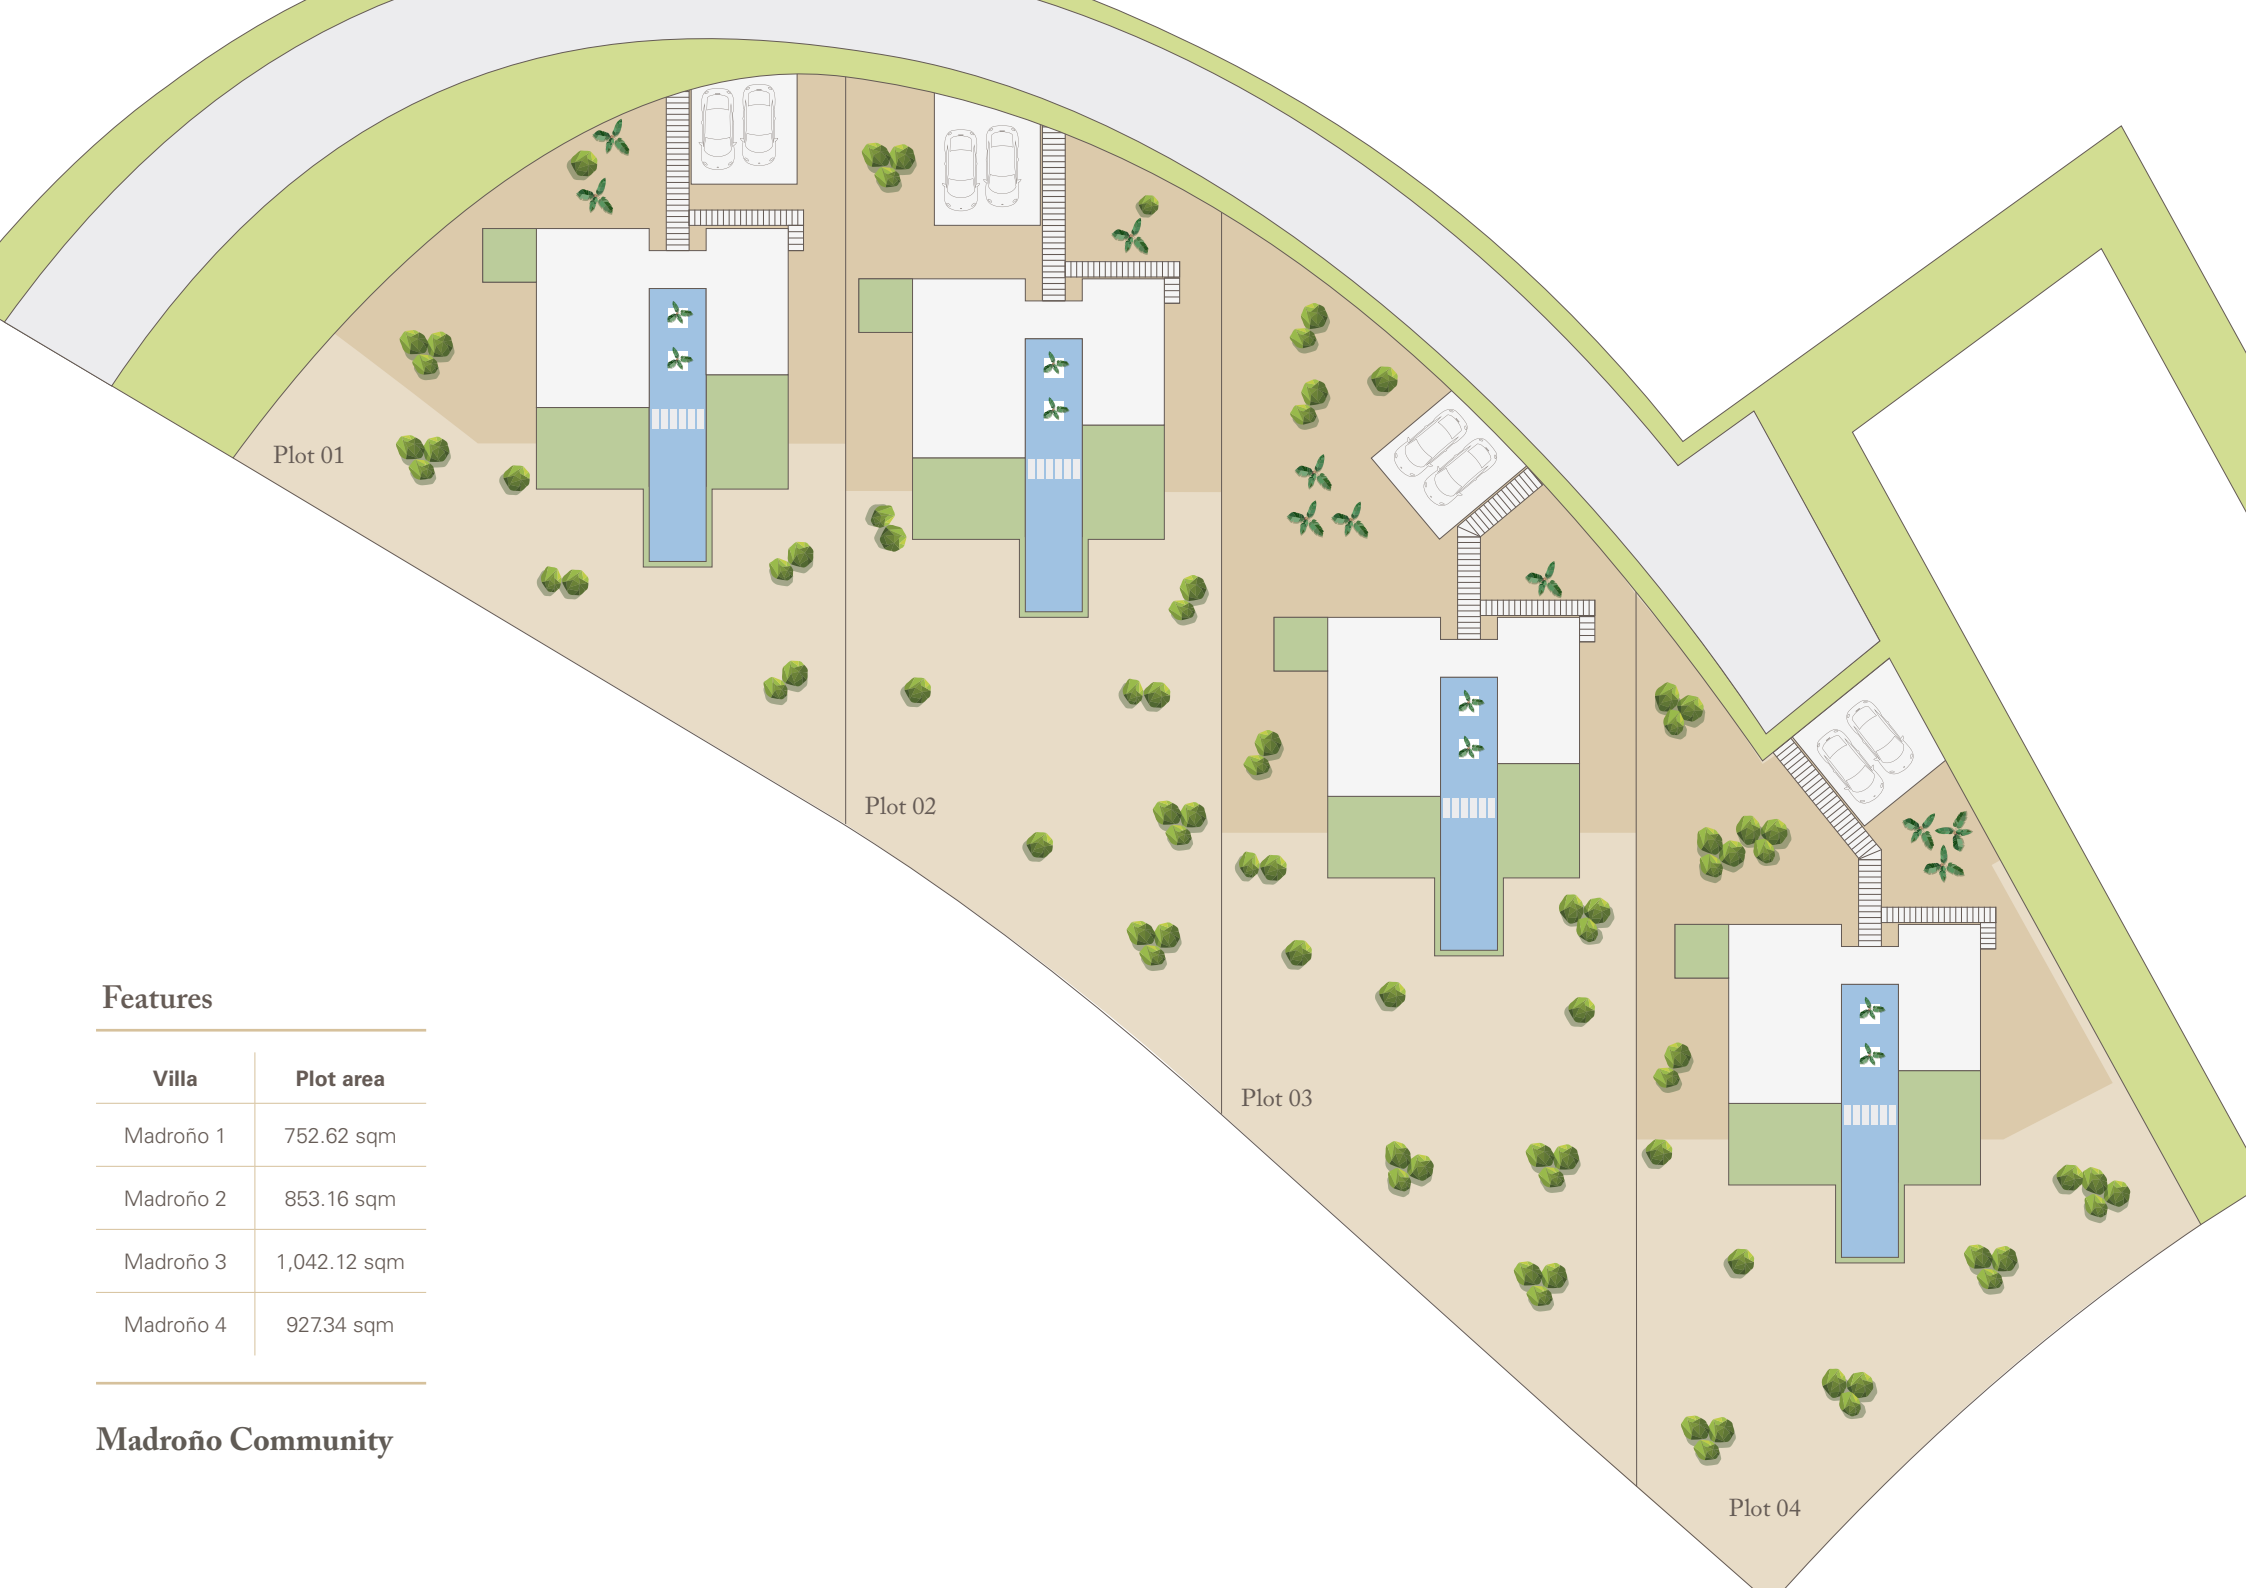 Plot 01
Plot 02
Plot 03
Plot 04
Features
Villa Plot area
Madroño 1 752.62 sqm
Madroño 2 853.16 sqm
Madroño 3 1,042.12 sqm
Madroño 4 927.34 sqm
Madroño Community